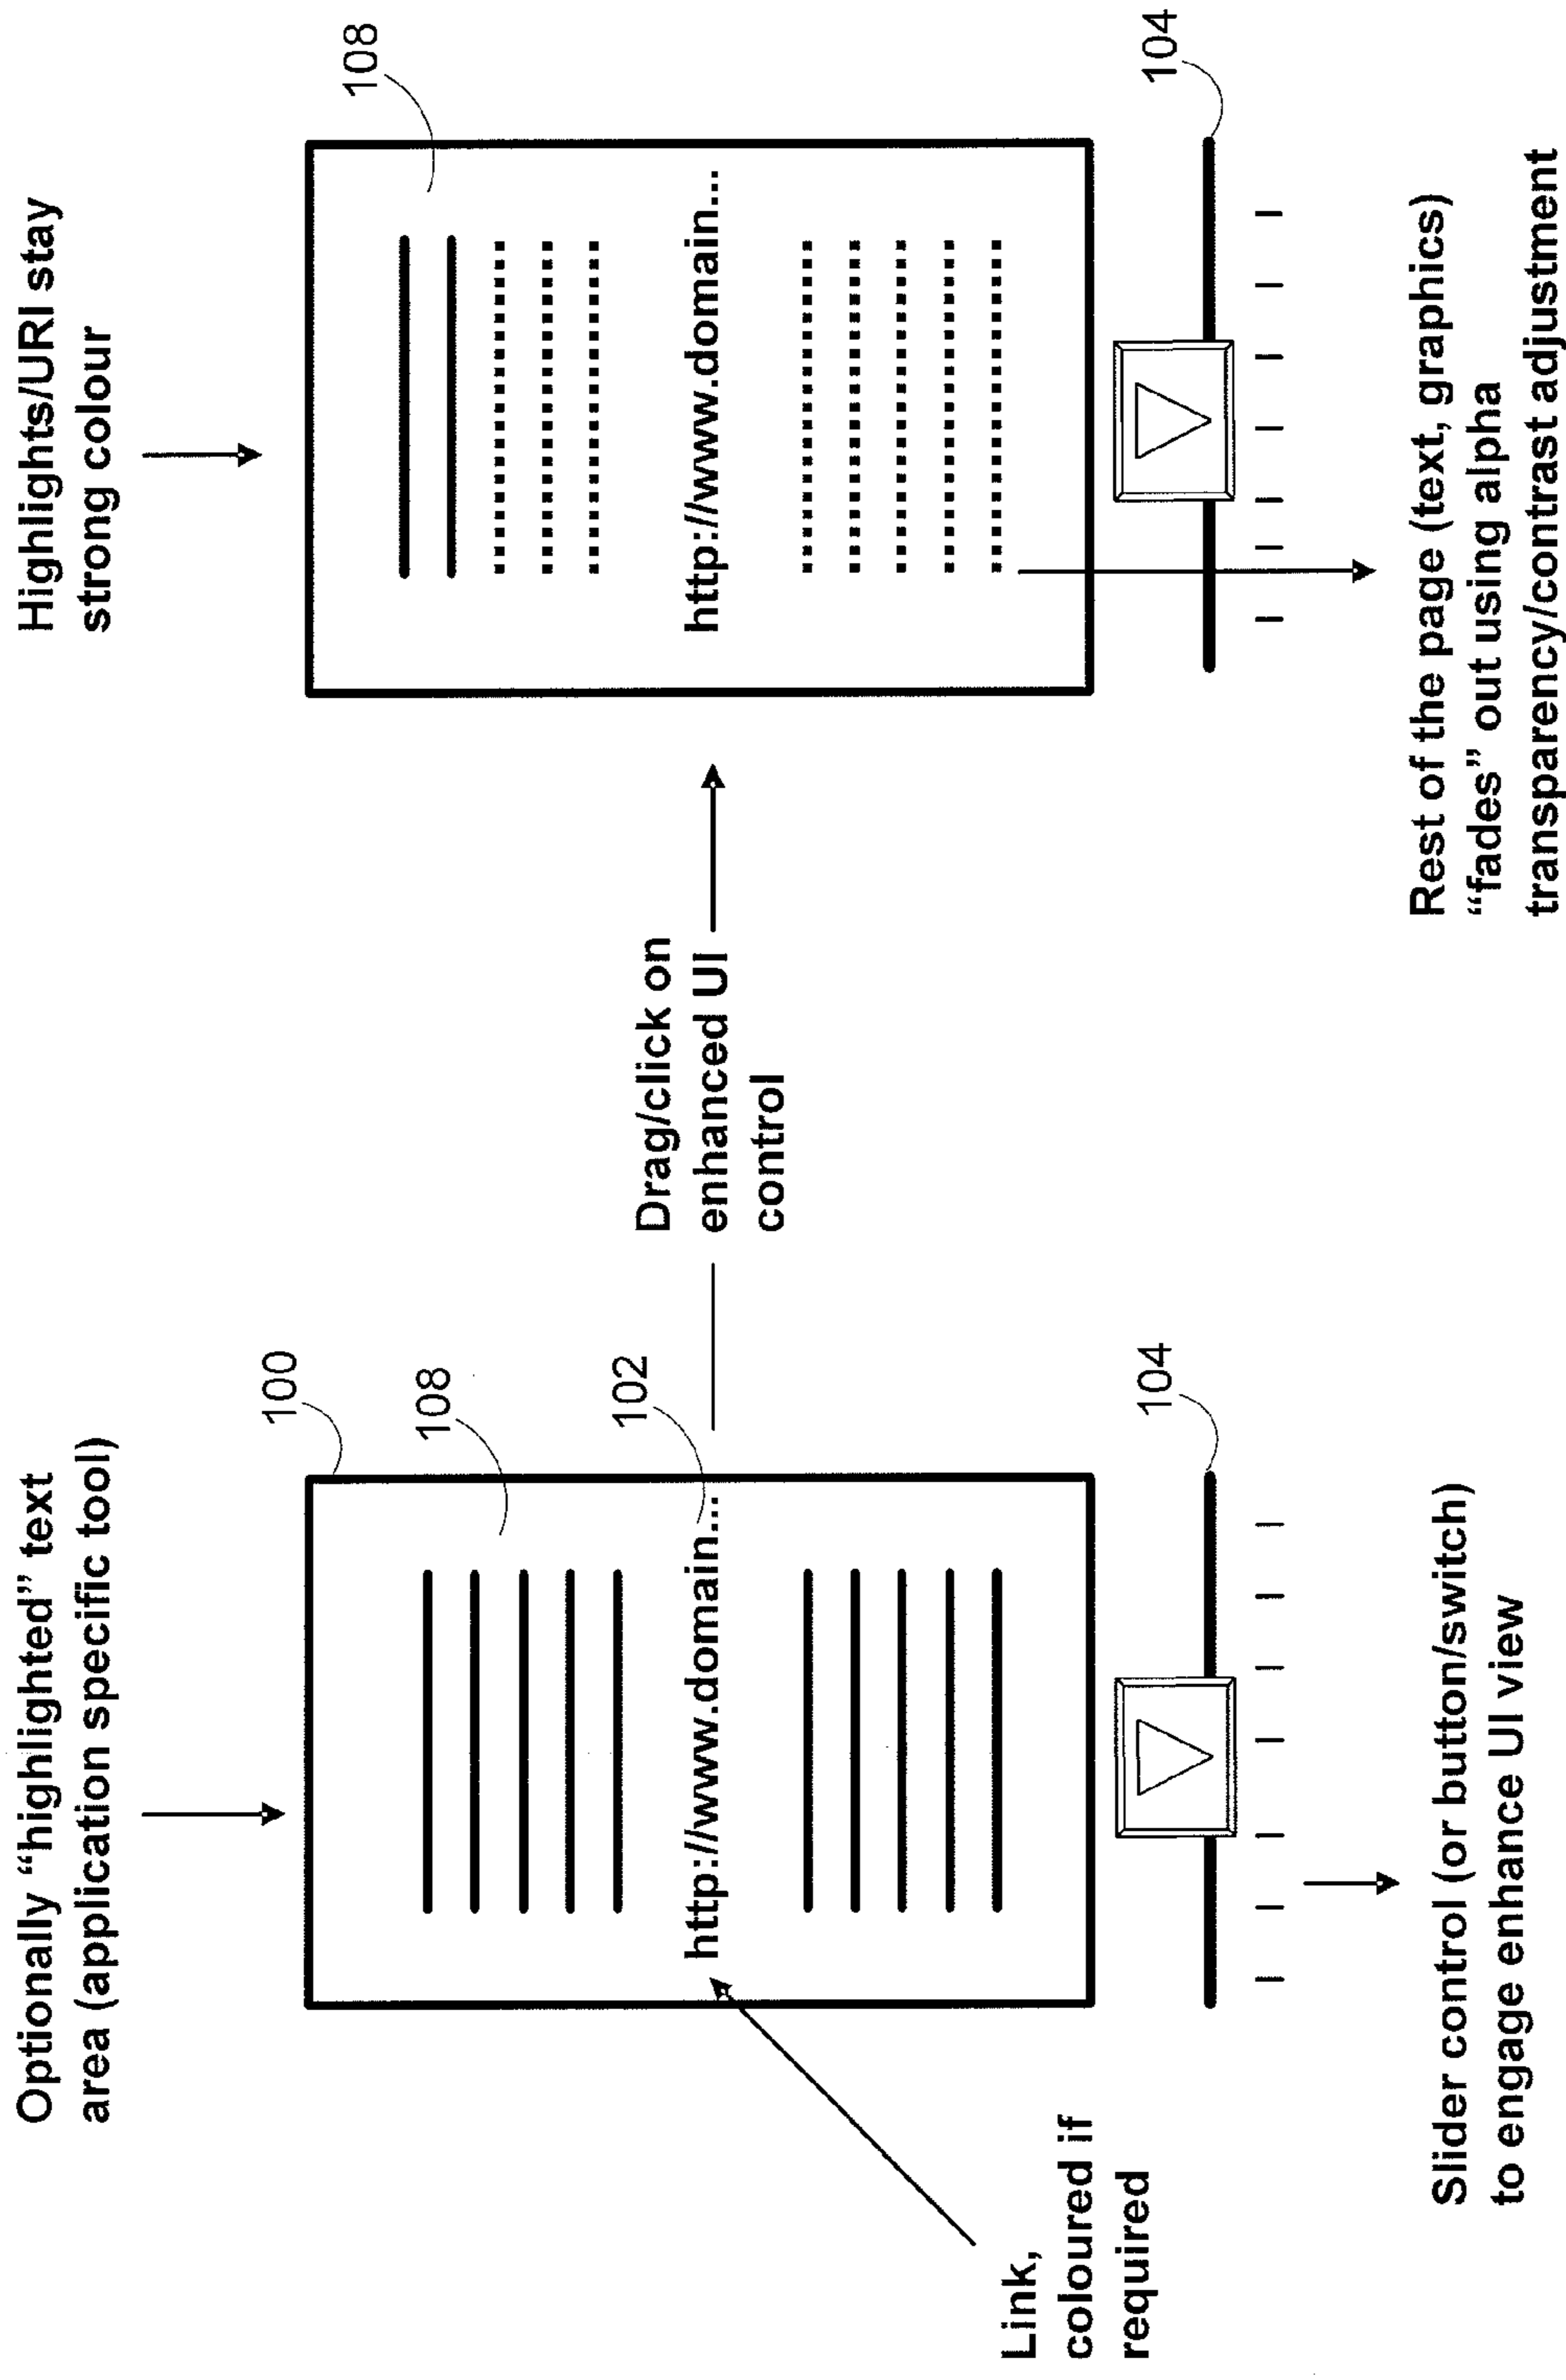 Optionally “highlighted” text
area (application specific tool)
100
108
102
http://www.domain...
Link,
coloured if
required
104
Slider control (or button/switch)
to engage enhance UI view
Drag/click on
enhanced UI
control
Highlights/URI stay
strong colour
108
http://www.domain...
104
Rest of the page (text, graphics)
“fades” out using alpha
transparency/contrast adjustment